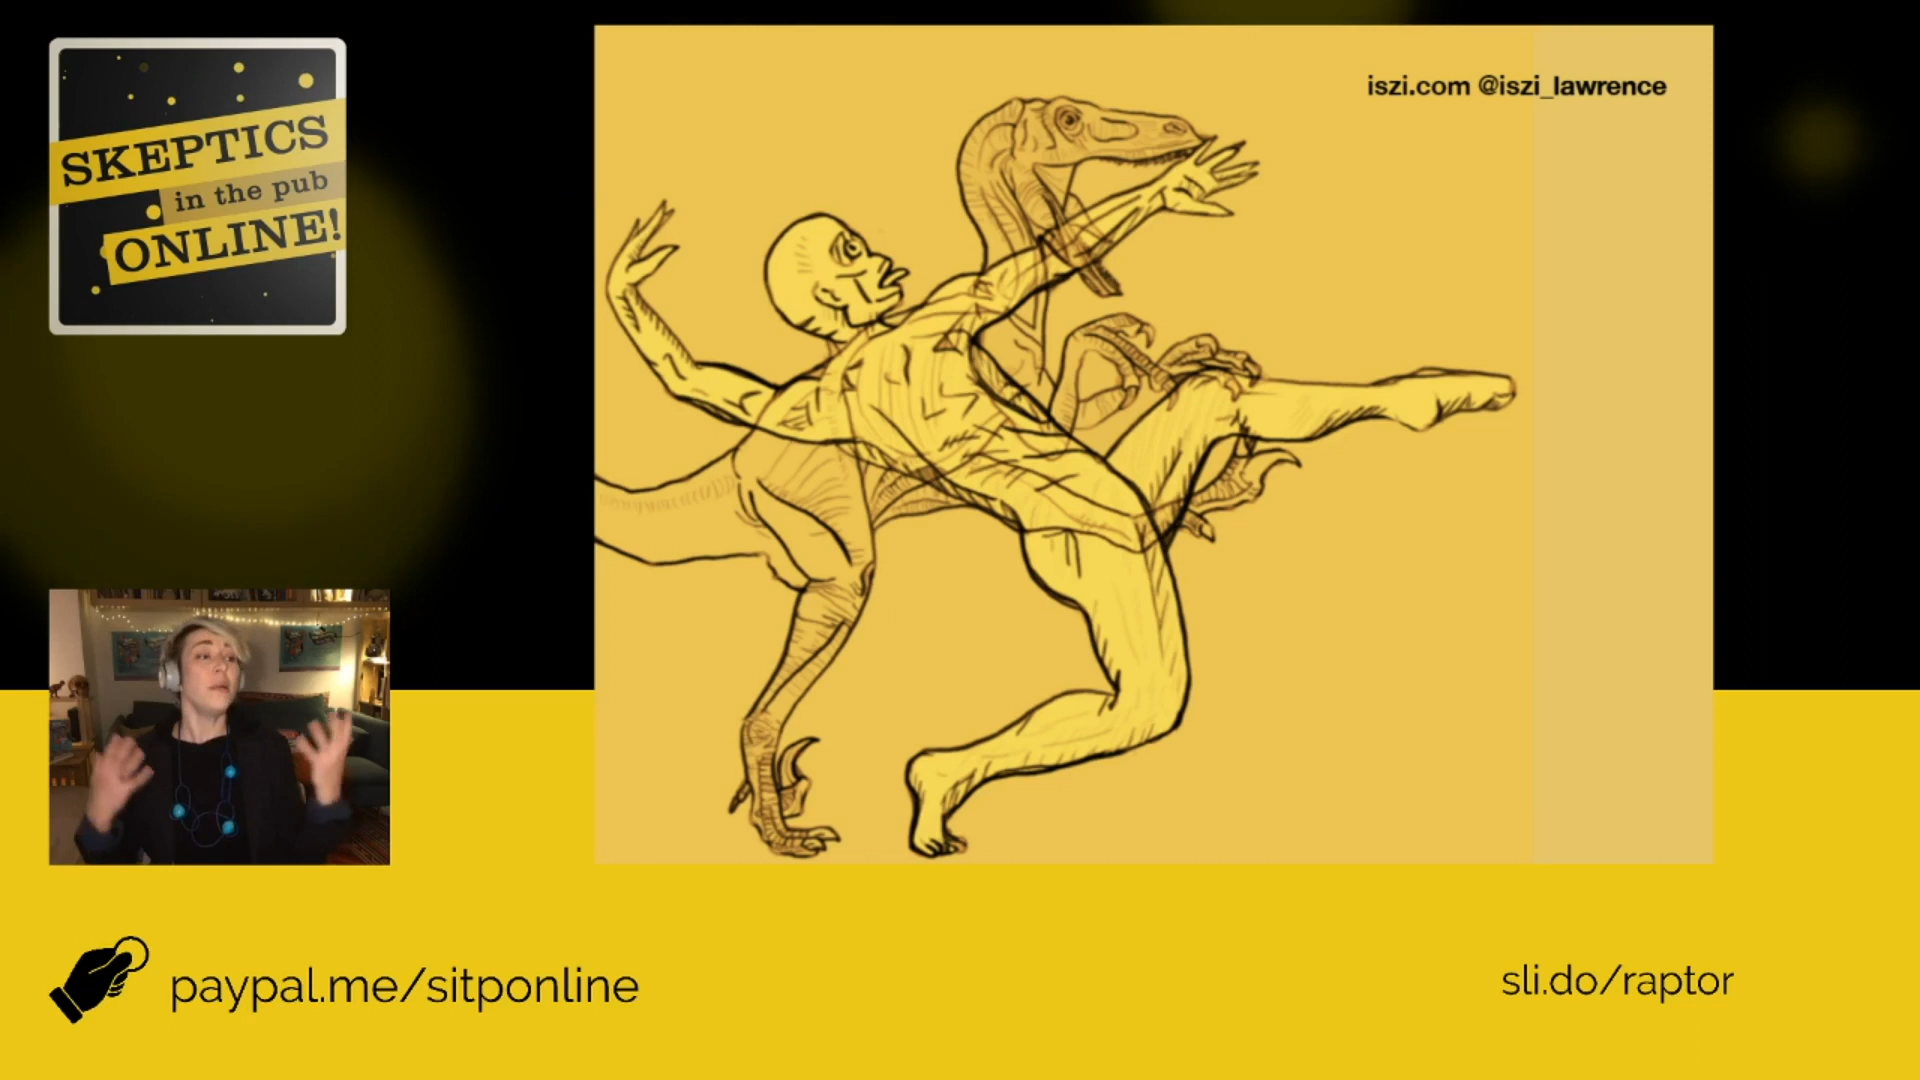 SKEPTICS
in the pub
ONLINE!
iszi.com @iszi_lawrence
paypal.me/sitponline
sli.do/raptor